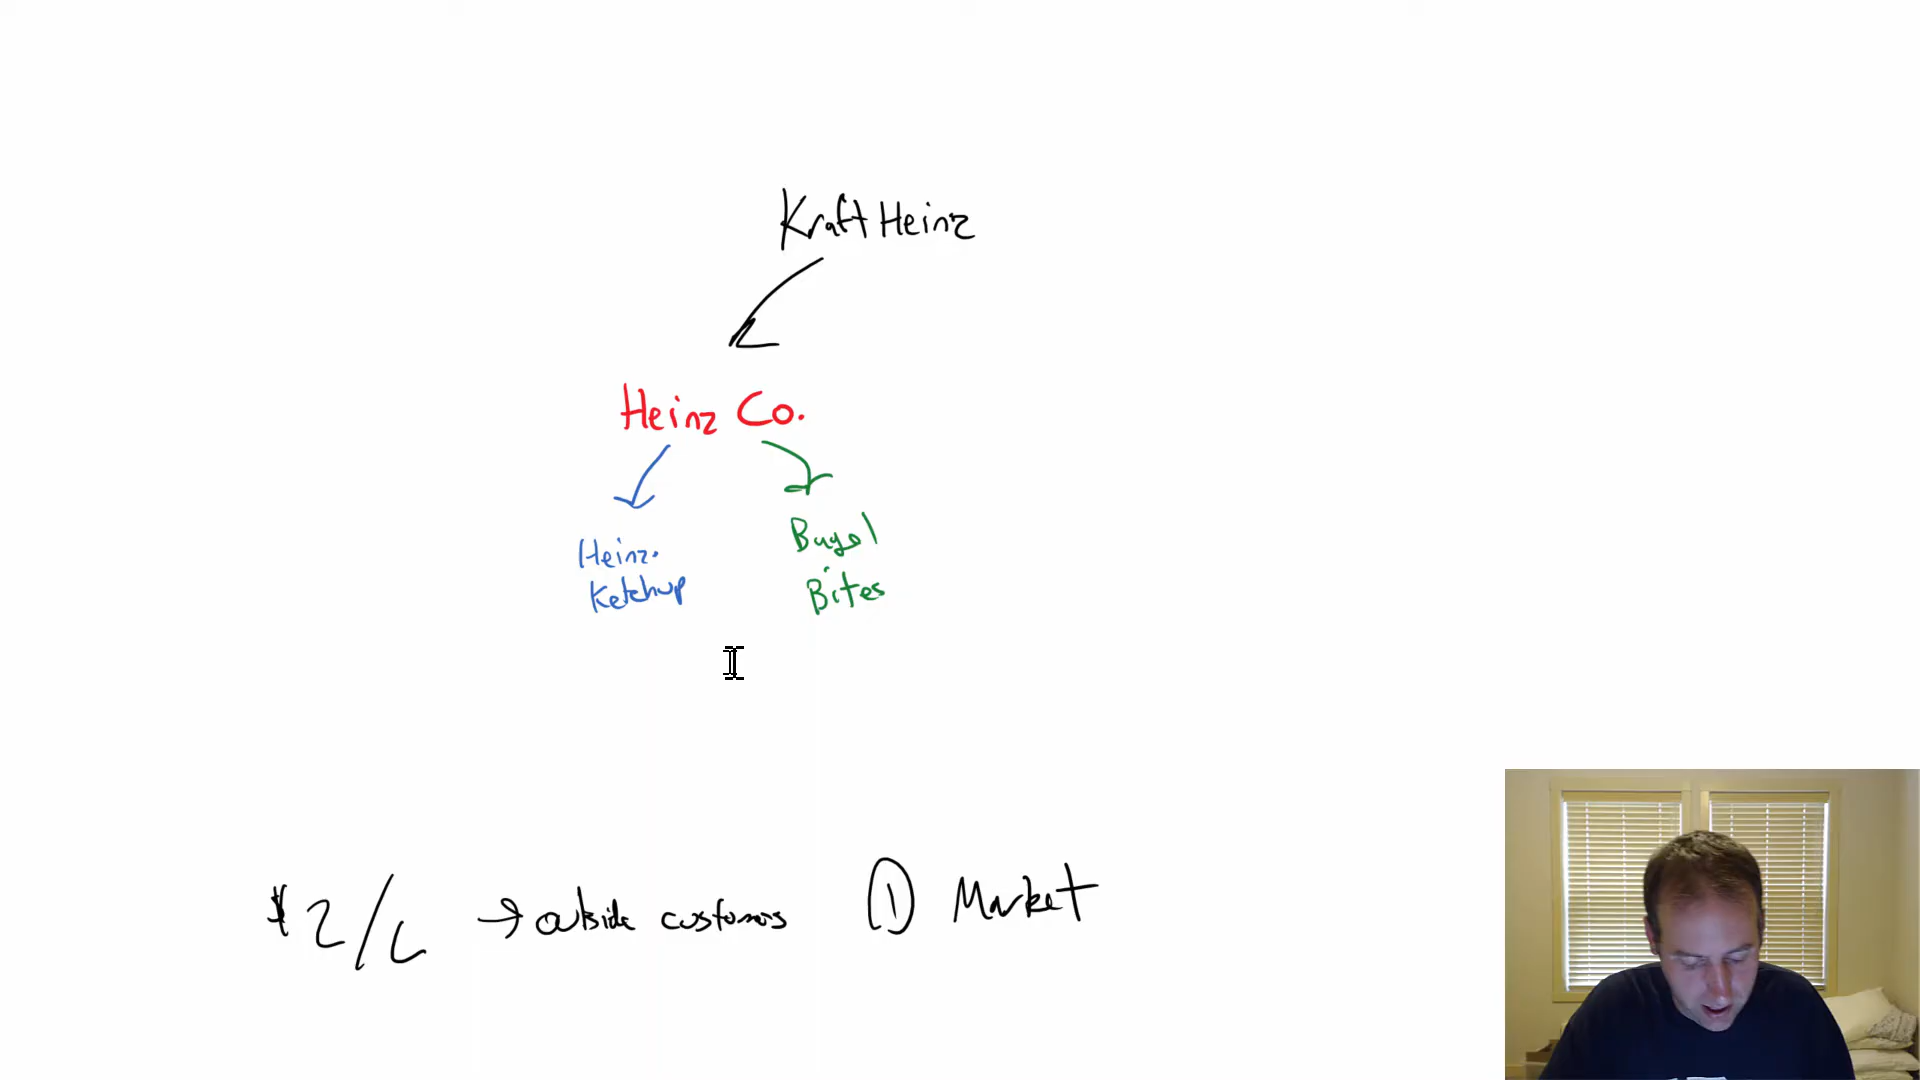 Kraft Heinz
Heinz Co.
Heinz.
Ketchup
Bagel
Bites
$2/L → outside customers ① Market